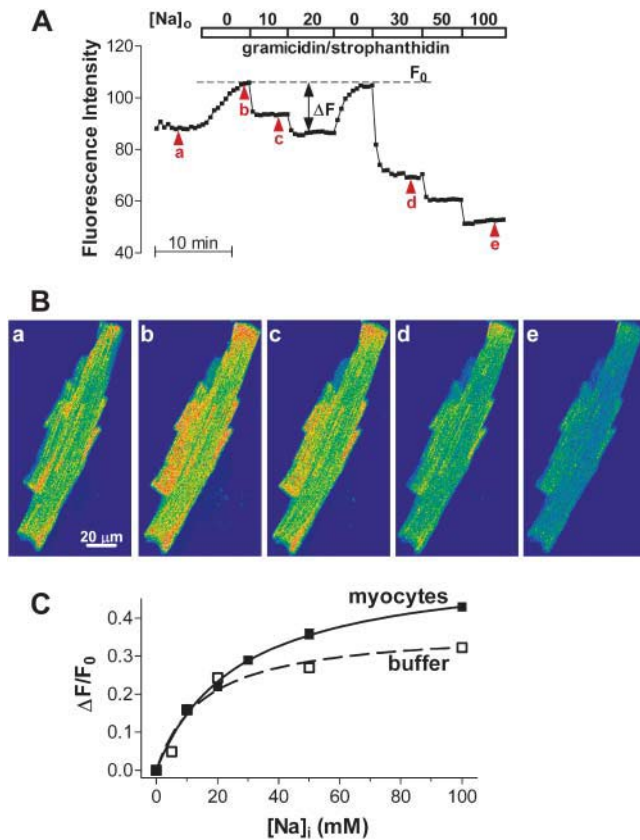 A
[Na]o 0 10 20 0 30 50 100
gramicidin/strophanthidin
Fluorescence Intensity
120
100
80
60
40
F0
ΔF
a
b
c
d
e
10 min
B
a b c d e
20 µm
C
ΔF/F0
0.4
0.3
0.2
0.1
0.0
myocytes
buffer
0 20 40 60 80 100
[Na]i (mM)